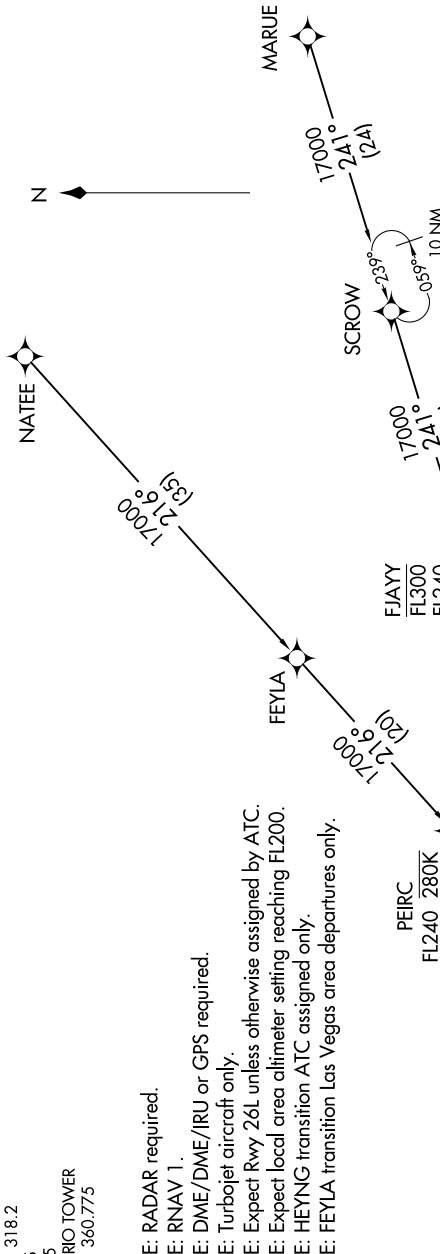 318.2
5
RIO TOWER
360.775
E: RADAR required.
E: RNAV 1.
E: DME/DME/IRU or GPS required.
E: Turbojet aircraft only.
E: Expect Rwy 26L unless otherwise assigned by ATC.
E: Expect local area altimeter setting reaching FL200.
E: HEYNG transition ATC assigned only.
E: FEYLA transition Las Vegas area departures only.
N
NATEE
17000
216°
(35)
FEYLA
17000
216°
(20)
PEIRC
FL240 280K
MARUE
17000
241°
(24)
SCROW
239°
059°
10 NM
17000
241°
FJAYY
FL300
FL240